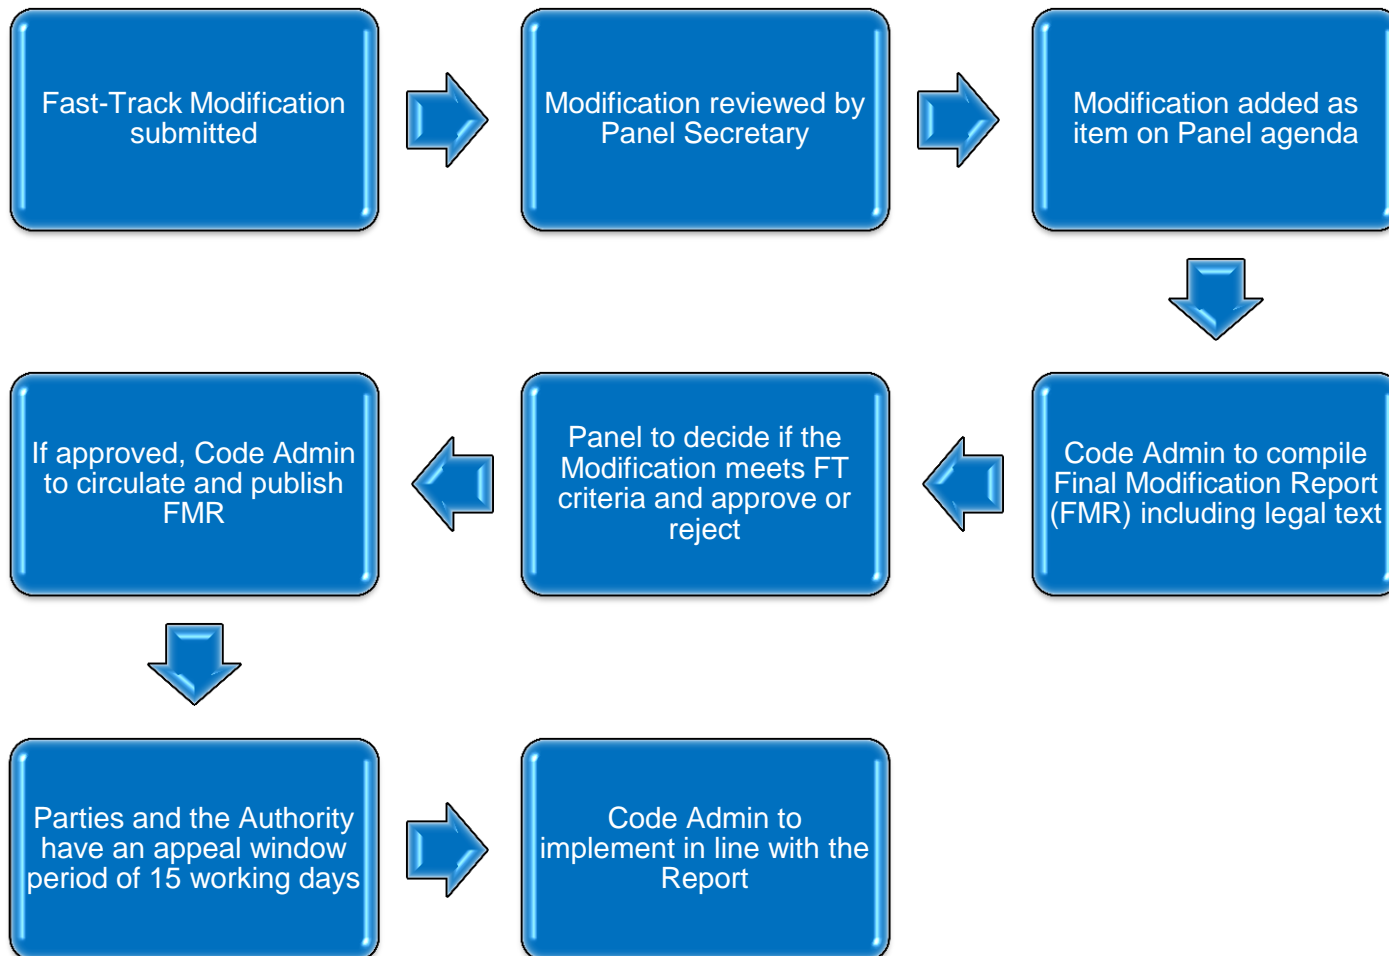 Fast-Track Modification
submitted
Modification reviewed by
Panel Secretary
Modification added as
item on Panel agenda
Code Admin to compile
Final Modification Report
(FMR) including legal text
Panel to decide if the
Modification meets FT
criteria and approve or
reject
If approved, Code Admin
to circulate and publish
FMR
Parties and the Authority
have an appeal window
period of 15 working days
Code Admin to
implement in line with the
Report